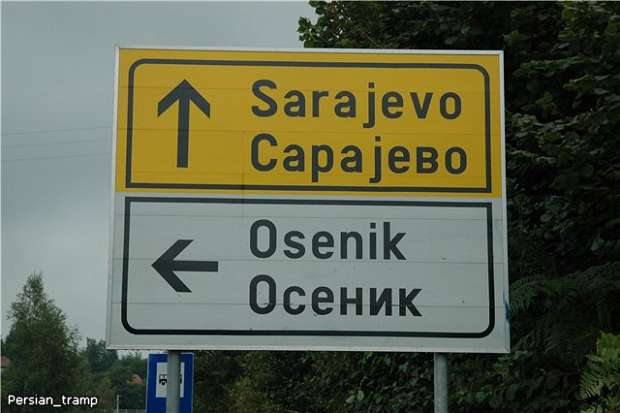 Sarajevo
Сарајево
Osenik
Осеник
Persian_tramp